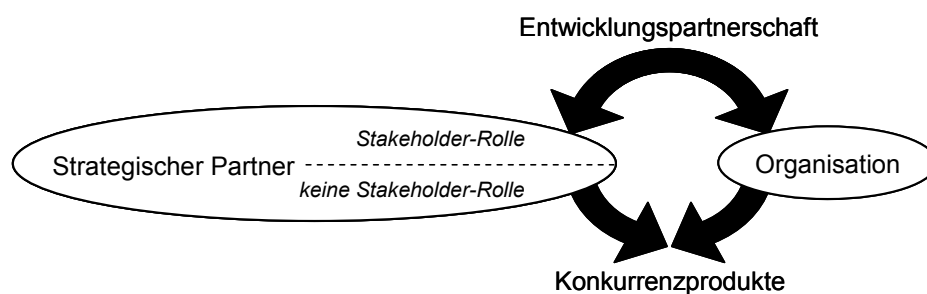 Entwicklungspartnerschaft
Stakeholder-Rolle
Strategischer Partner
keine Stakeholder-Rolle
Organisation
Konkurrenzprodukte